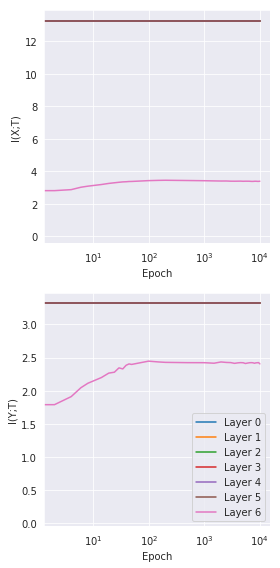 I(X;T)
12
10
8
6
4
2
0
10¹ 10² 10³ 10⁴
Epoch
I(Y;T)
3.0
2.5
2.0
1.5
1.0
0.5
0.0
Layer 0
Layer 1
Layer 2
Layer 3
Layer 4
Layer 5
Layer 6
10¹ 10² 10³ 10⁴
Epoch